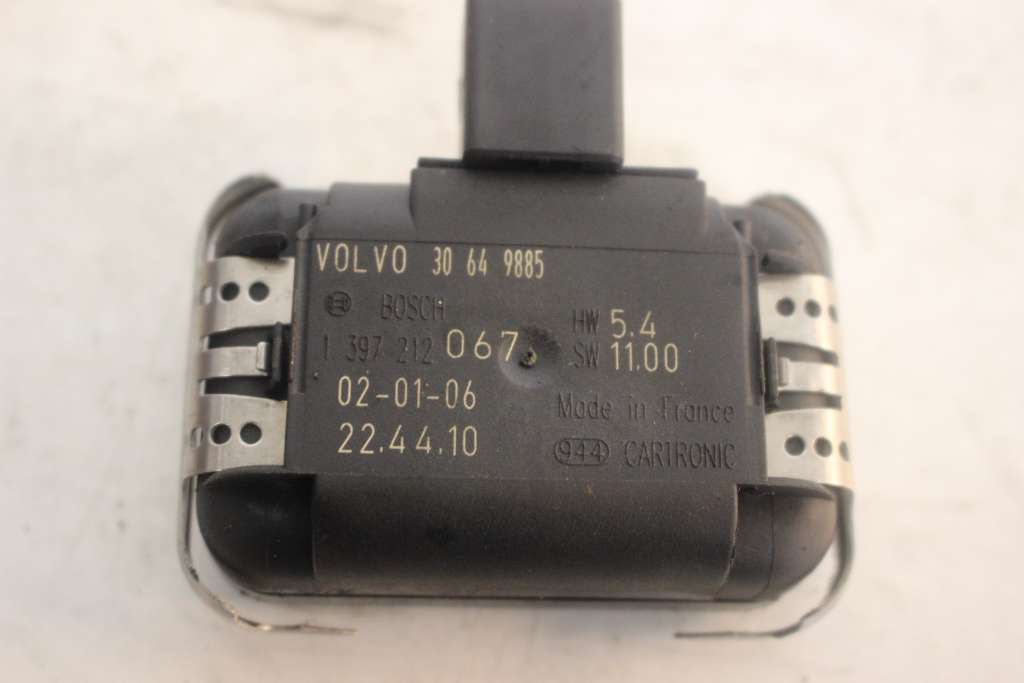 VOLVO 30 64 9885
BOSCH
1 397 212 067
HW 5.4
SW 11.00
02-01-06
22.44.10
Made in France
944 CARTRONIC